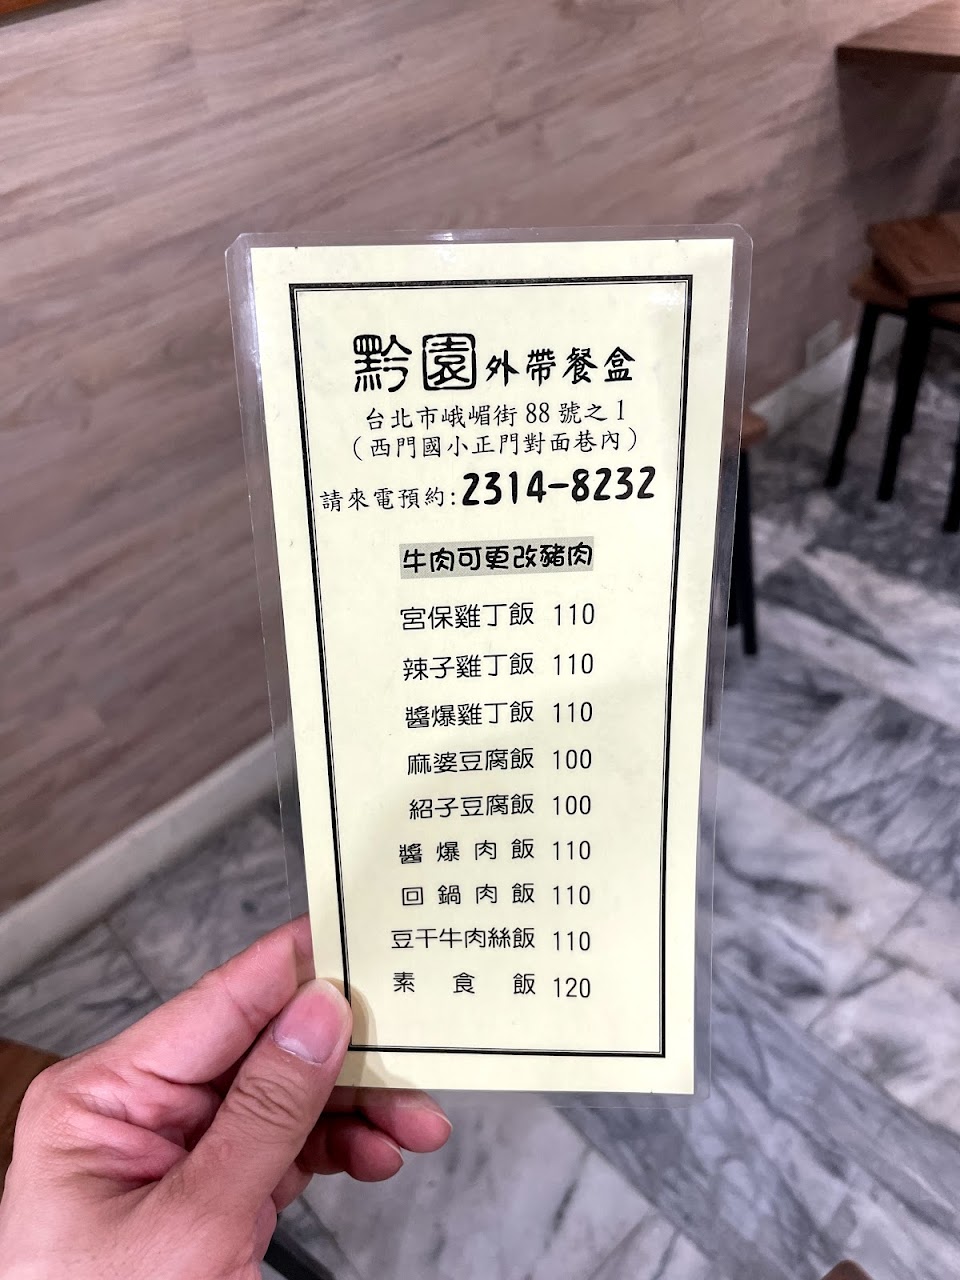 黔園外帶餐盒
台北市峨嵋街88號之1
（西門國小正門對面巷內）
請來電預約:2314-8232
牛肉可更改豬肉
宮保雞丁飯 110
辣子雞丁飯 110
醬爆雞丁飯 110
麻婆豆腐飯 100
紹子豆腐飯 100
醬爆肉飯 110
回鍋肉飯 110
豆干牛肉絲飯 110
素食飯 120